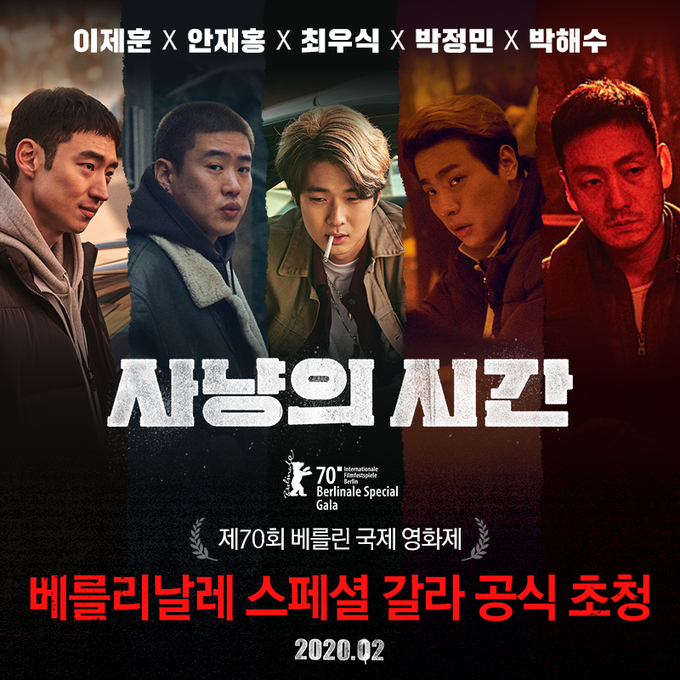 이제훈 X 안재홍 X 최우식 X 박정민 X 박해수
사냥의 시간
Berlinale
70
Internationale
Filmfestspiele
Berlin
Berlinale Special
Gala
제70회 베를린 국제 영화제
베를리날레 스페셜 갈라 공식 초청
2020.02